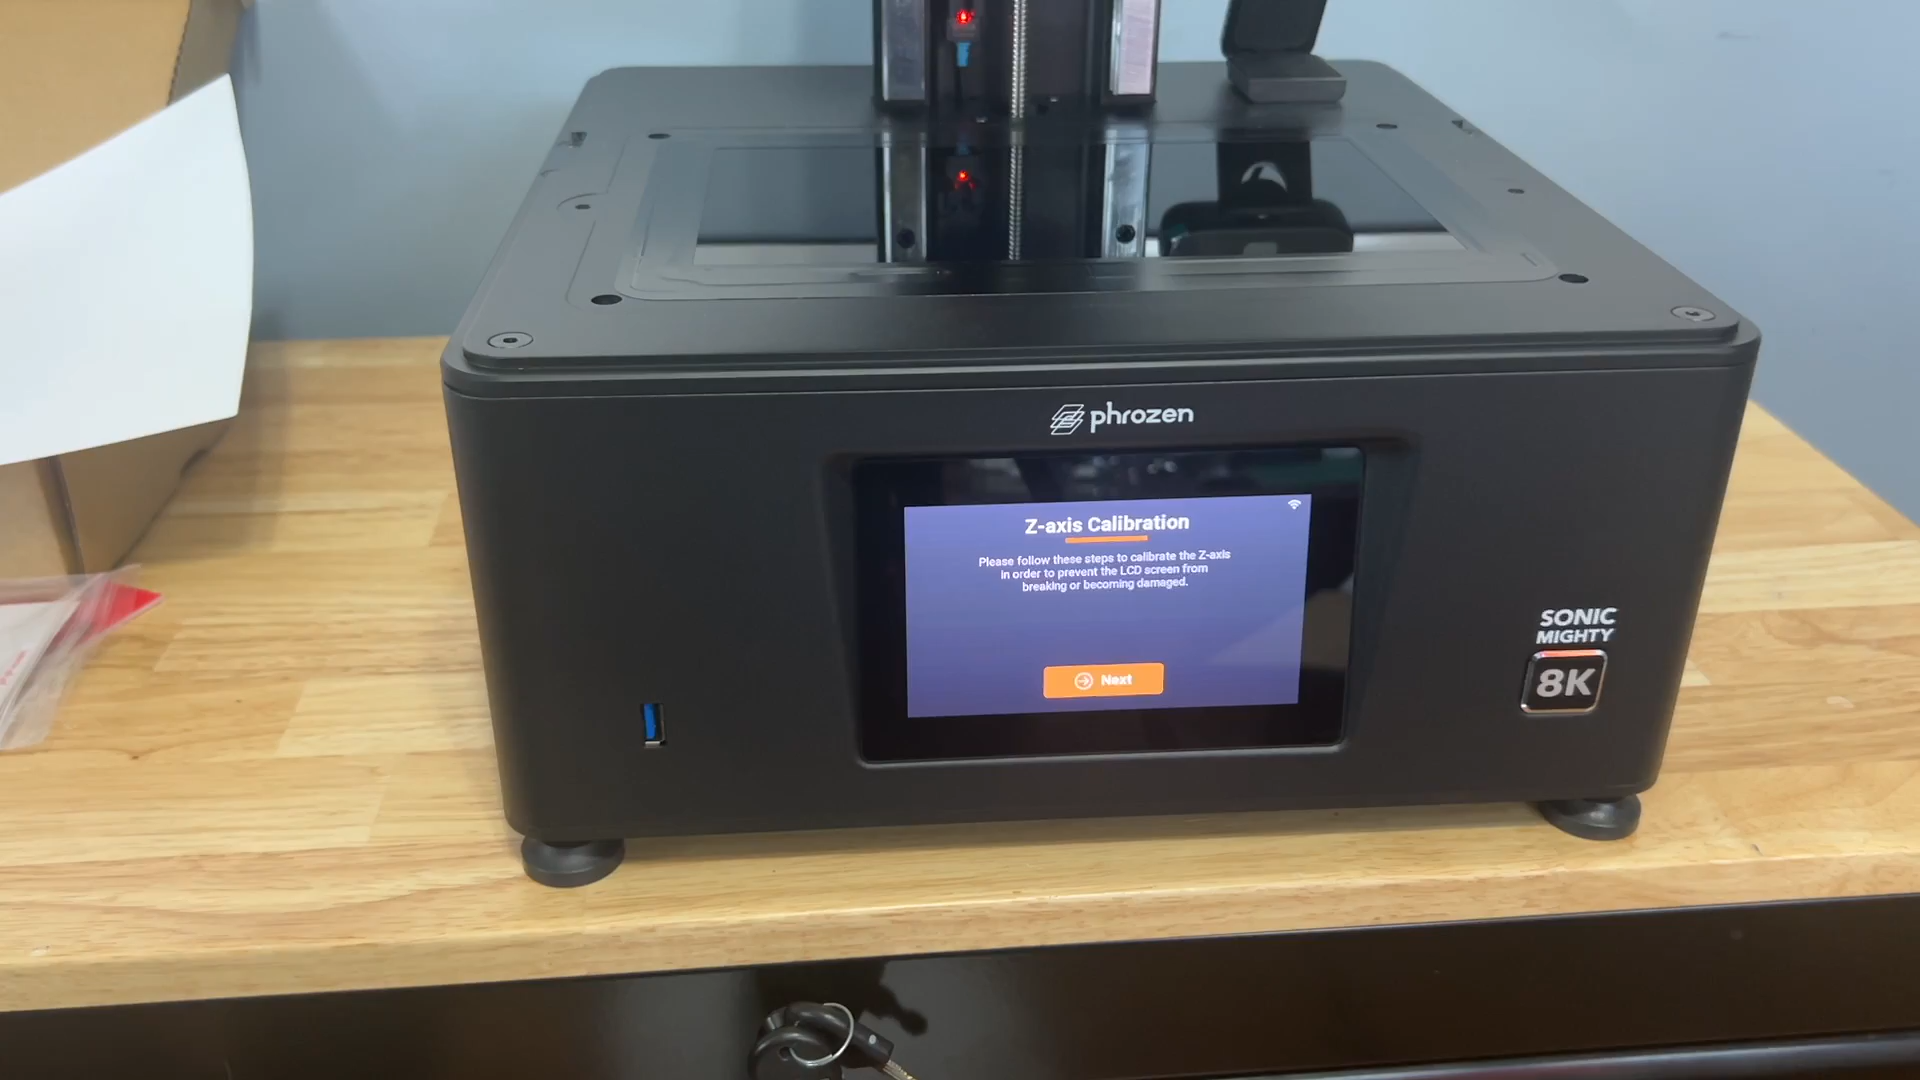 phrozen
Z-axis Calibration
Please follow these steps to calibrate the Z-axis
in order to prevent the LCD screen from
breaking or becoming damaged.
Next
SONIC
MIGHTY
8K